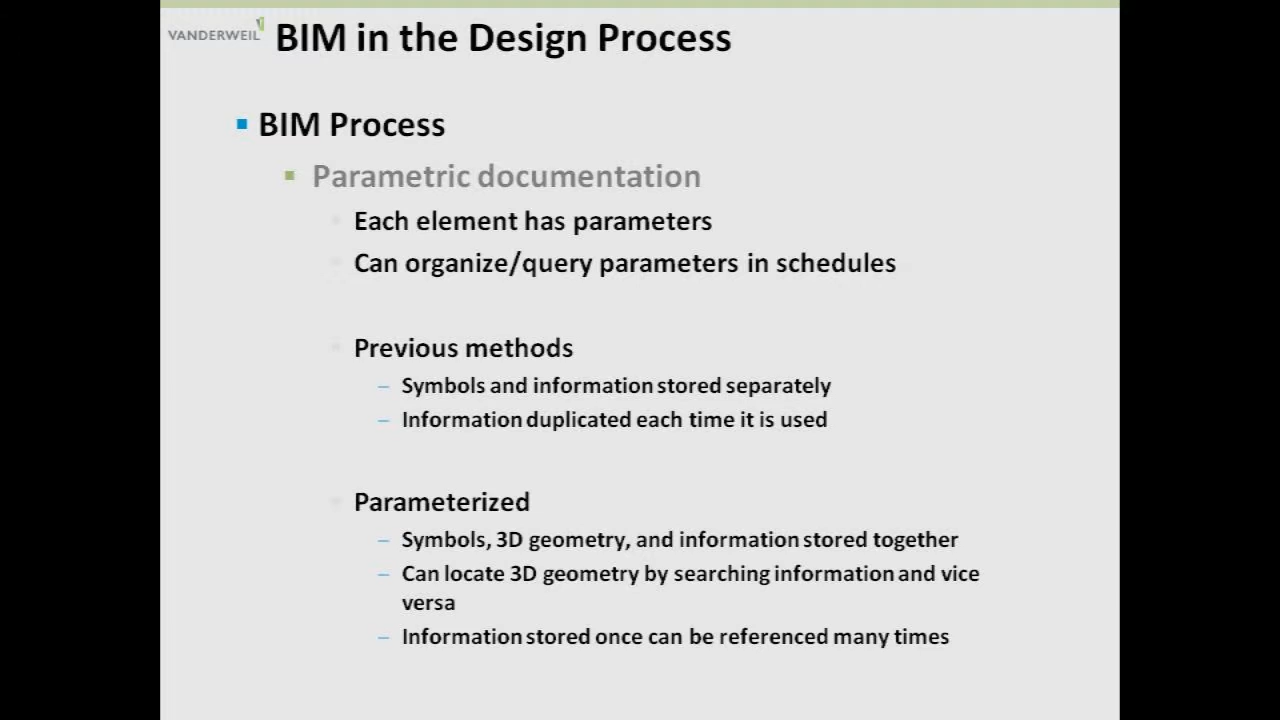 VANDERWEIL
BIM in the Design Process
BIM Process
Parametric documentation
Each element has parameters
Can organize/query parameters in schedules
Previous methods
– Symbols and information stored separately
– Information duplicated each time it is used
Parameterized
– Symbols, 3D geometry, and information stored together
– Can locate 3D geometry by searching information and vice
versa
– Information stored once can be referenced many times